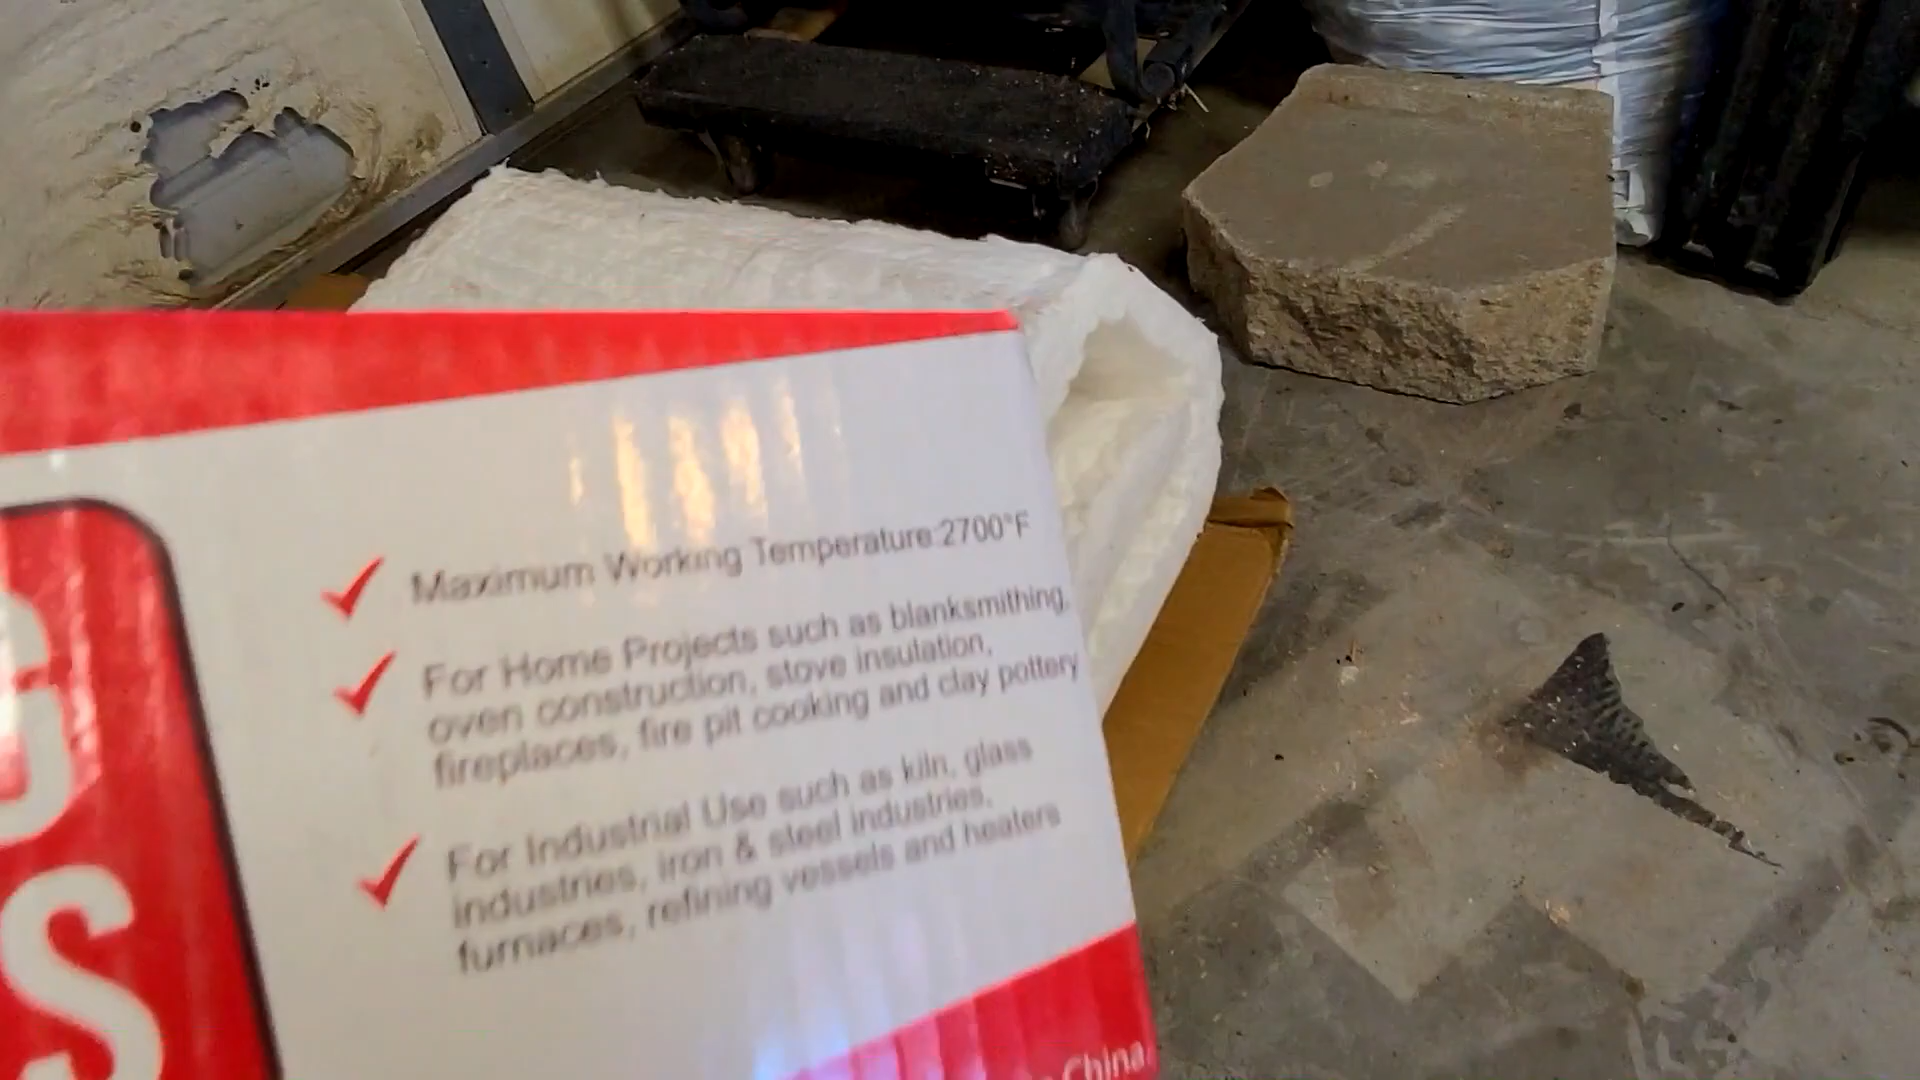 Maximum Working Temperature:2700°F
For Home Projects such as blanksmithing,
oven construction, stove insulation,
fireplaces, fire pit cooking and clay pottery
For Industrial Use such as kiln, glass
industries, iron & steel industries,
furnaces, refining vessels and heaters
S
China